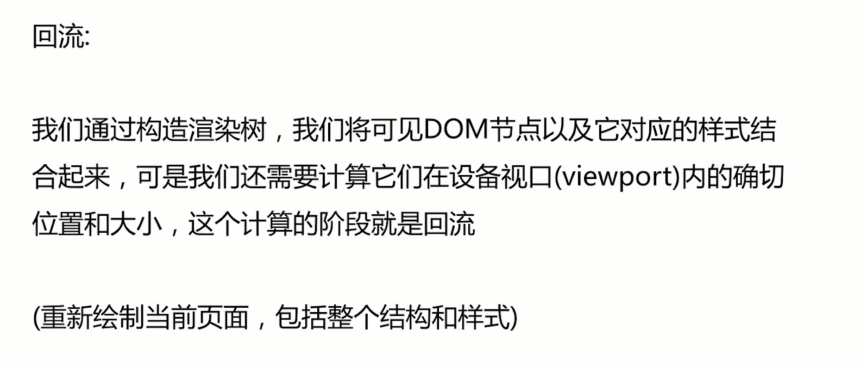 回流:
我们通过构造渲染树，我们将可见DOM节点以及它对应的样式结
合起来，可是我们还需要计算它们在设备视口(viewport)内的确切
位置和大小，这个计算的阶段就是回流
(重新绘制当前页面，包括整个结构和样式)